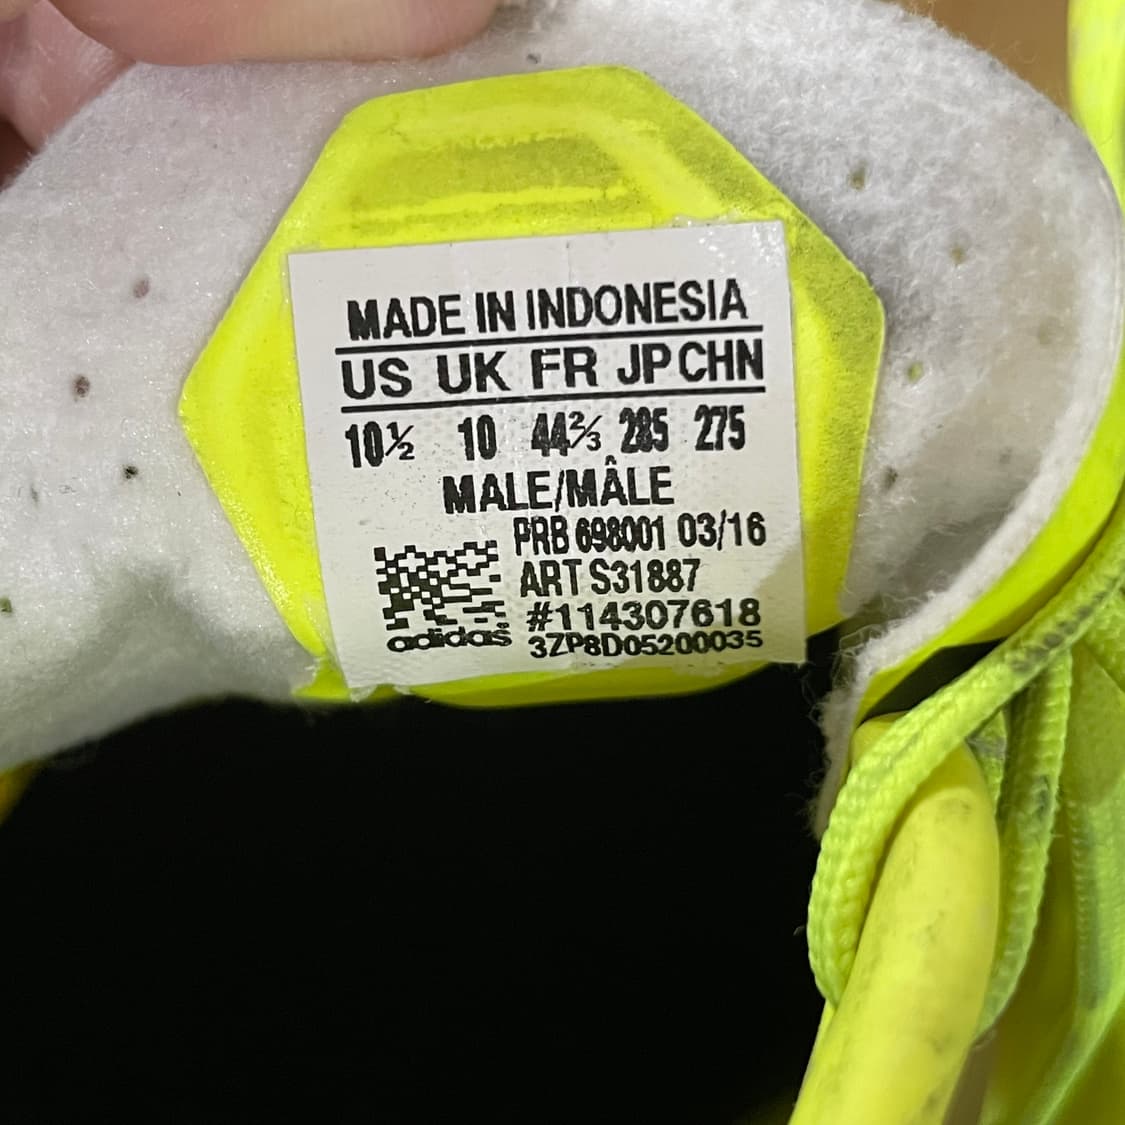 MADE IN INDONESIA
US UK FR JP CHN
10½ 10 44⅔ 285 275
MALE/MÂLE
PRB 698001 03/16
ART S31887
#114307618
adidas 3ZP8D05200035